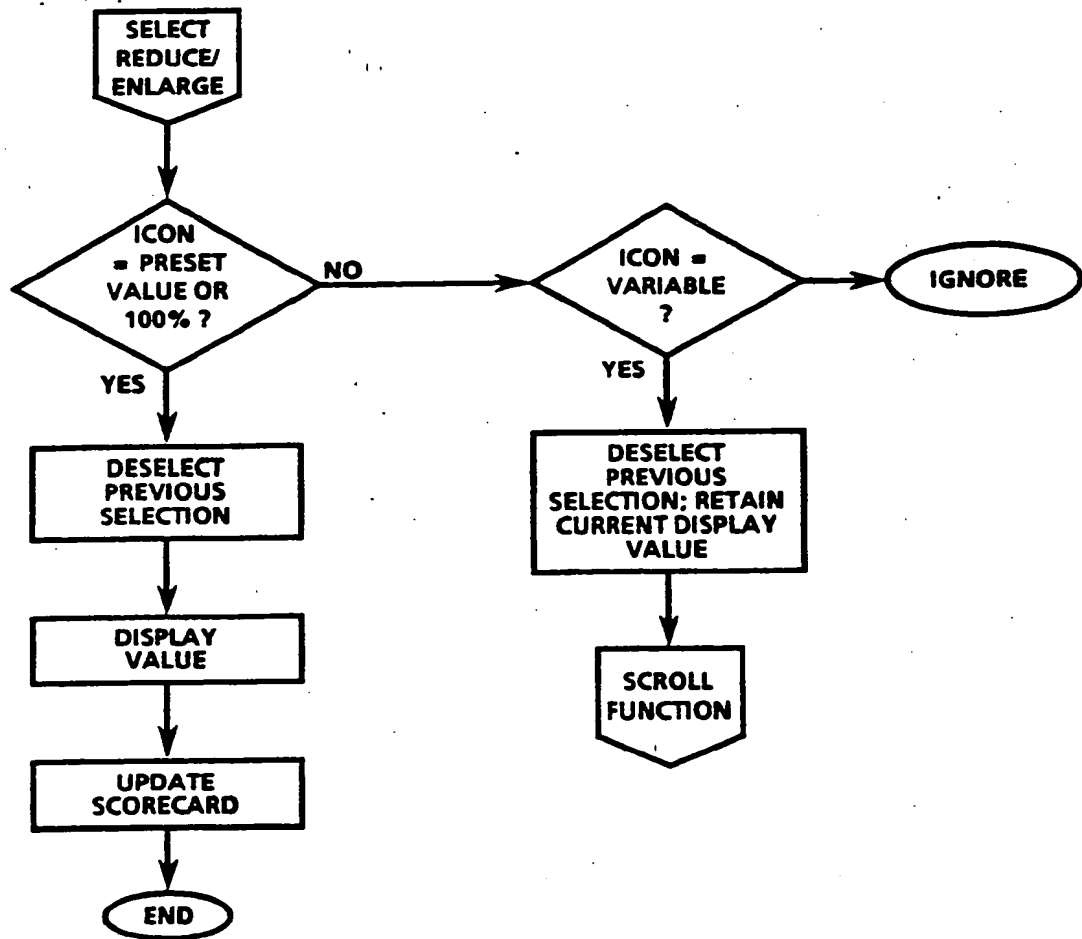 SELECT
REDUCE/
ENLARGE
ICON
= PRESET
VALUE OR
100% ?
NO
YES
DESELECT
PREVIOUS
SELECTION
DISPLAY
VALUE
UPDATE
SCORECARD
END
ICON =
VARIABLE
?
YES
IGNORE
DESELECT
PREVIOUS
SELECTION; RETAIN
CURRENT DISPLAY
VALUE
SCROLL
FUNCTION